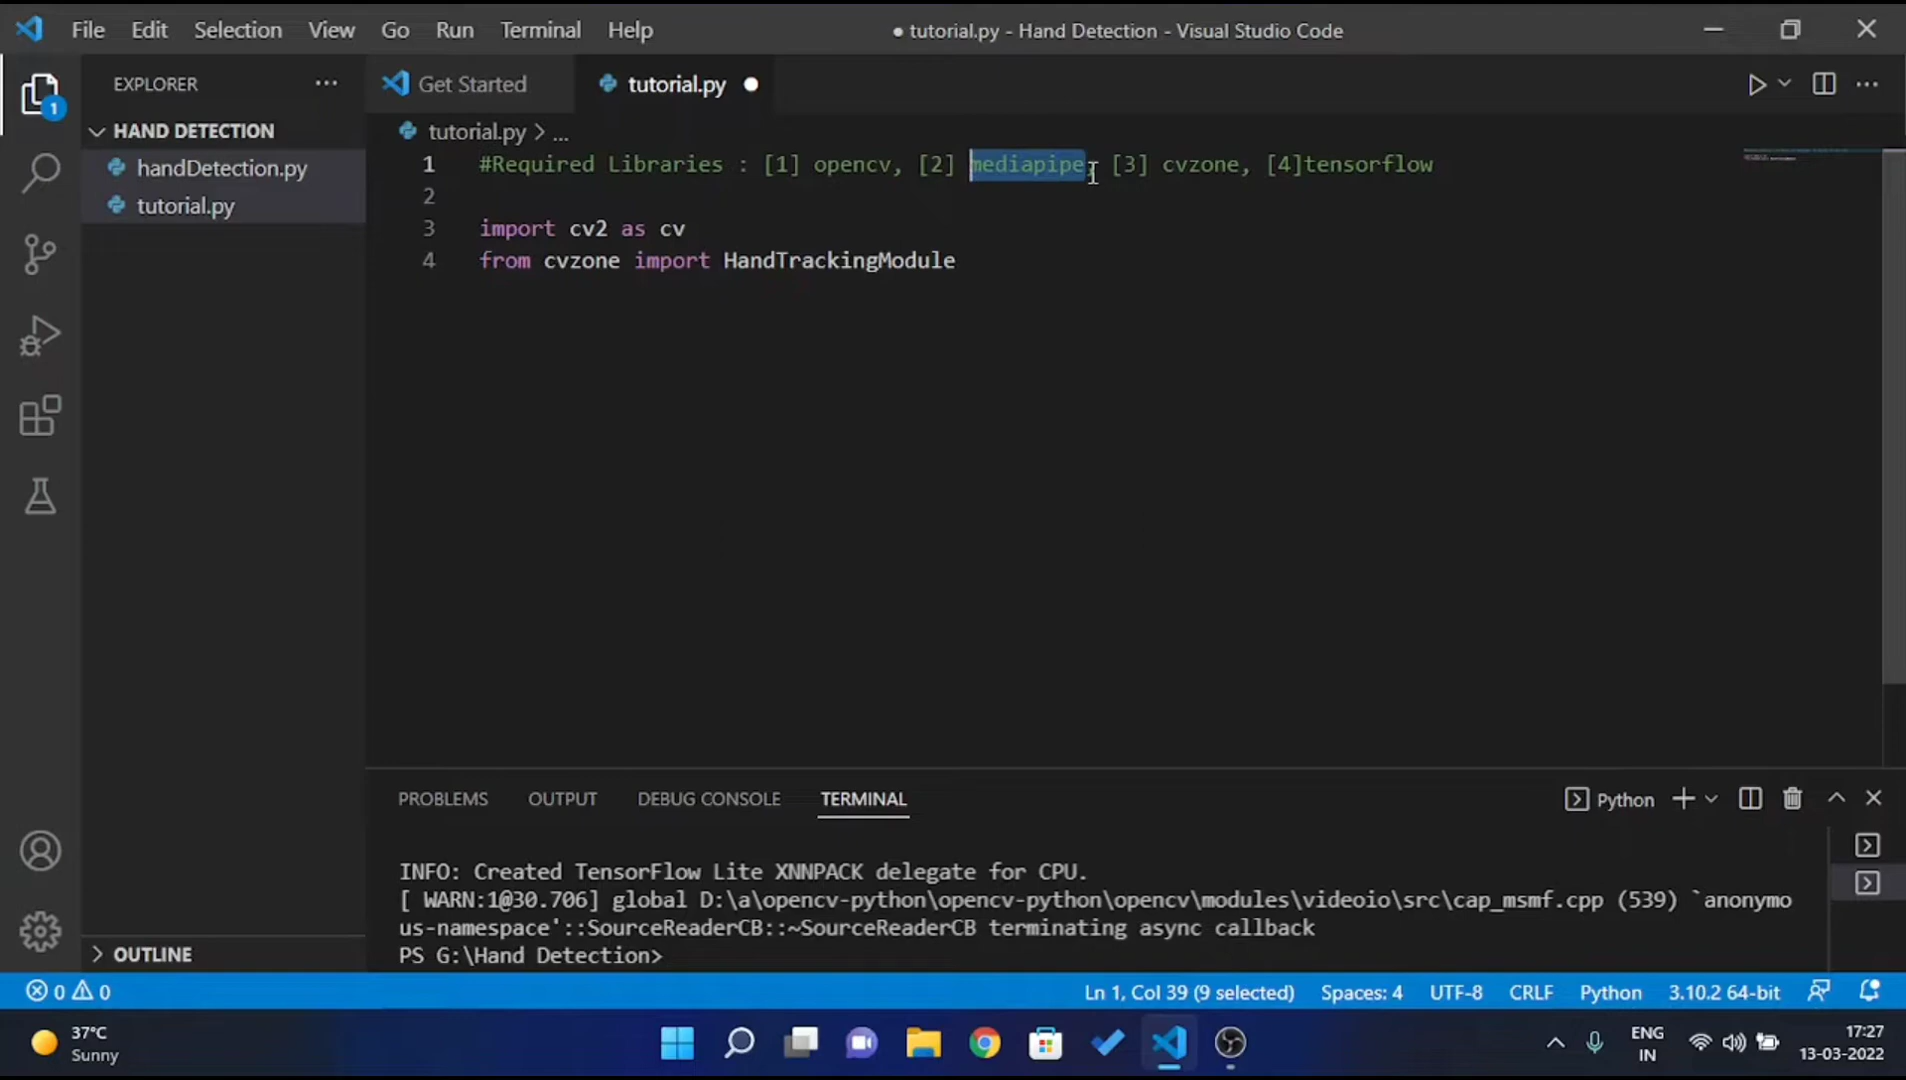 File Edit Selection View Go Run Terminal Help
● tutorial.py - Hand Detection - Visual Studio Code
EXPLORER
Get Started
tutorial.py
1
HAND DETECTION
tutorial.py > ...
handDetection.py
tutorial.py
1 #Required Libraries : [1] opencv, [2] mediapipe, [3] cvzone, [4]tensorflow
2
3 import cv2 as cv
4 from cvzone import HandTrackingModule
PROBLEMS OUTPUT DEBUG CONSOLE TERMINAL
Python
INFO: Created TensorFlow Lite XNNPACK delegate for CPU.
[ WARN:1@30.706] global D:\a\opencv-python\opencv-python\opencv\modules\videoio\src\cap_msmf.cpp (539) `anonymo
us-namespace'::SourceReaderCB::~SourceReaderCB terminating async callback
PS G:\Hand Detection>
OUTLINE
0 0
Ln 1, Col 39 (9 selected) Spaces: 4 UTF-8 CRLF Python 3.10.2 64-bit
37°C
Sunny
ENG
IN
17:27
13-03-2022